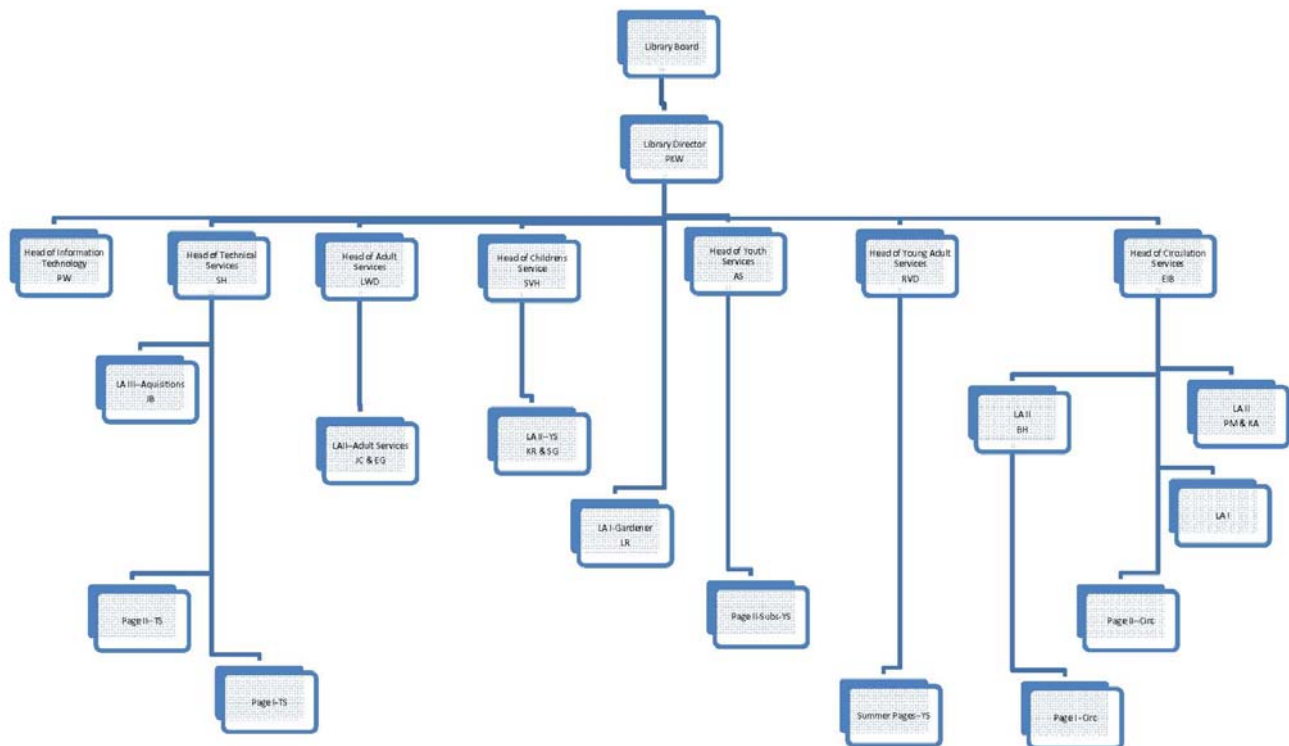 Library Board
Library Director
PKW
Head of Information
Technology
PW
Head of Technical
Services
SH
Head of Adult
Services
LWD
Head of Childrens
Service
SVH
Head of Youth
Services
AS
Head of Young Adult
Services
RVD
Head of Circulation
Services
EJB
LA III--Aquisitions
JB
LAII--Adult Services
JC & EG
LA II--YS
KR & SG
LA I-Gardener
LR
LA II
BH
LA II
PM & KA
LA I
Page II--TS
Page II-Subs-YS
Page II--Circ
Page I-TS
Summer Pages--YS
Page I -Circ